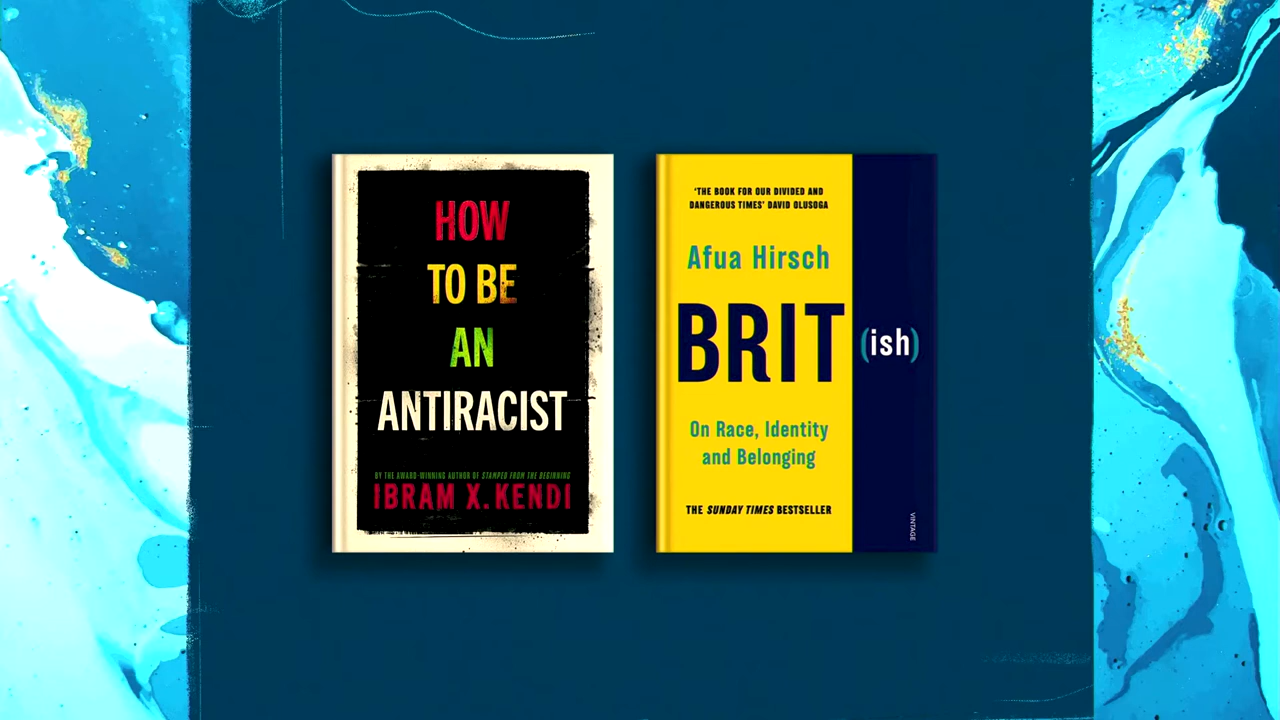 HOW
TO BE
AN
ANTIRACIST
BY THE AWARD-WINNING AUTHOR OF STAMPED FROM THE BEGINNING
IBRAM X. KENDI
'THE BOOK FOR OUR DIVIDED AND
DANGEROUS TIMES' DAVID OLUSOGA
Afua Hirsch
BRIT(ish)
On Race, Identity
and Belonging
THE SUNDAY TIMES BESTSELLER
VINTAGE